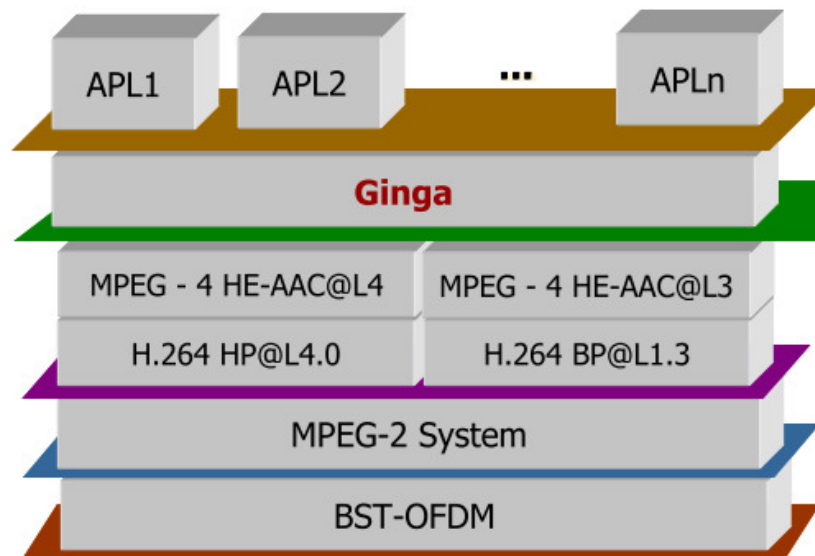 APL1 APL2 ... APLn
Ginga
MPEG - 4 HE-AAC@L4 MPEG - 4 HE-AAC@L3
H.264 HP@L4.0 H.264 BP@L1.3
MPEG-2 System
BST-OFDM